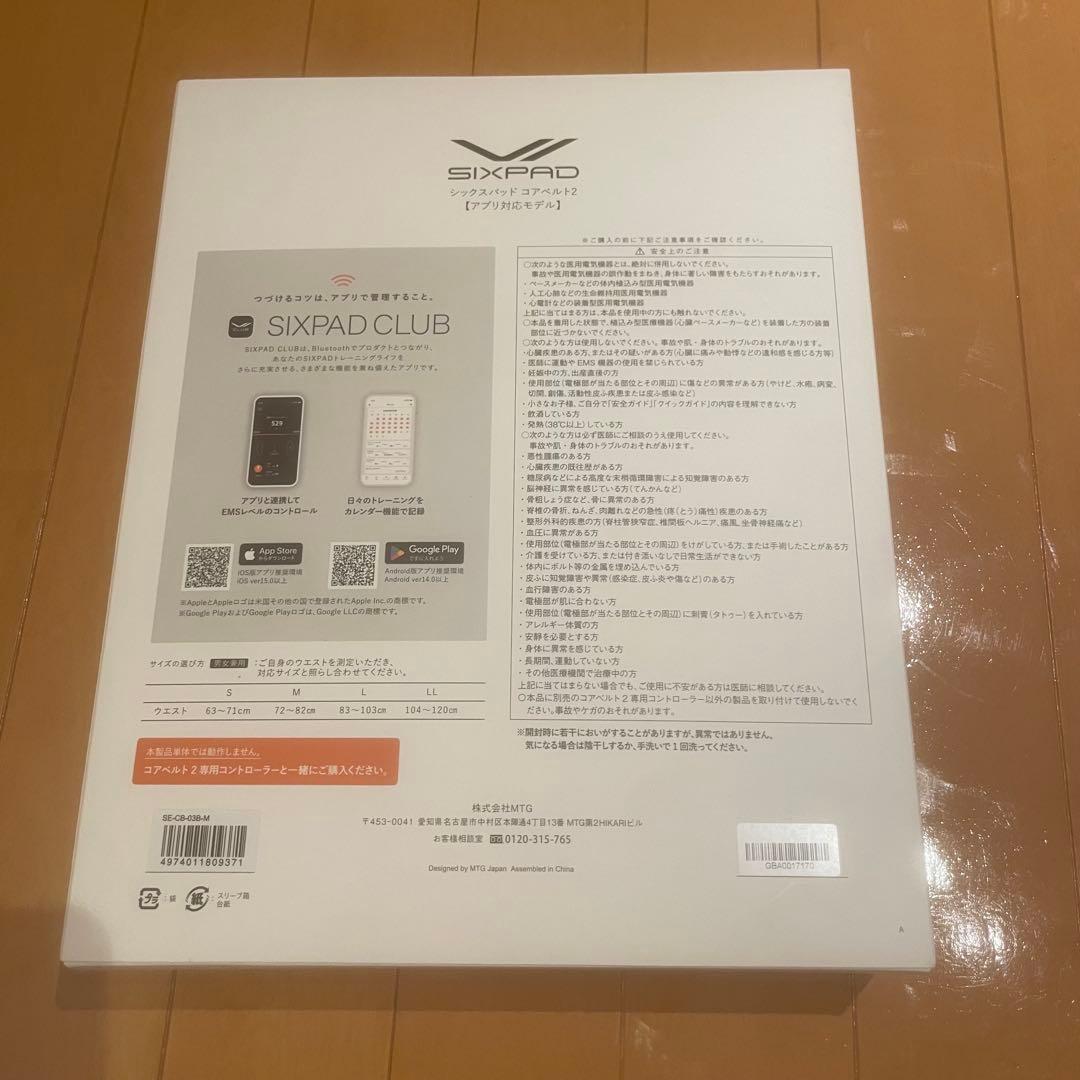 SIXPAD
シックスパッド コアベルト2
【アプリ対応モデル】
つづけるコツは、アプリで管理すること。
CLUB
SIXPAD CLUB
SIXPAD CLUBは、Bluetoothでプロダクトとつながり、
あなたのSIXPADトレーニングライフを
さらに充実させる、さまざまな機能を兼ね備えたアプリです。
529
アプリと連携して
EMSレベルのコントロール
日々のトレーニングを
カレンダー機能で記録
App Store
からダウンロード
iOS版アプリ推奨環境
iOS ver15.0以上
Google Play
で手に入れよう
Android版アプリ推奨環境
Android ver14.0以上
※AppleとAppleロゴは米国その他の国で登録されたApple Inc.の商標です。
※Google PlayおよびGoogle Playロゴは、Google LLCの商標です。
サイズの選び方 男女兼用 :ご自身のウエストを測定いただき、
対応サイズと照らし合わせてください。
S M L LL
ウエスト 63～71cm 72～82cm 83～103cm 104～120cm
本製品単体では動作しません。
コアベルト2専用コントローラーと一緒にご購入ください。
※ご購入の前に下記ご注意事項をご確認ください。
⚠ 安全上のご注意
○次のような医用電気機器とは、絶対に併用しないでください。
事故や医用電気機器の誤作動をまねき、身体に著しい障害をもたらすおそれがあります。
・ペースメーカーなどの体内植込み型医用電気機器
・人工心肺などの生命維持用医用電気機器
・心電計などの装着型医用電気機器
上記に当てはまる方は、本品を使用中の方にも触れないでください。
○本品を着用した状態で、植込み型医療機器(心臓ペースメーカーなど)を装着した方の装着
部位に近づかないでください。
○次のような方は使用しないでください。事故や肌・身体のトラブルのおそれがあります。
・心臓疾患のある方、またはその疑いがある方(心臓に痛みや動悸などの違和感を感じる方等)
・医師に運動や EMS 機器の使用を禁じられている方
・妊娠中の方、出産直後の方
・使用部位(電極部が当たる部位とその周辺)に傷などの異常がある方(やけど、水疱、病変、
切開、創傷、活動性皮ふ疾患または皮ふ感染など)
・小さなお子様、ご自分で「安全ガイド」「クイックガイド」の内容を理解できない方
・飲酒している方
・発熱(38℃以上)している方
○次のような方は必ず医師にご相談のうえ使用してください。
事故や肌・身体のトラブルのおそれがあります。
・悪性腫瘍のある方
・心臓疾患の既往歴がある方
・糖尿病などによる高度な末梢循環障害による知覚障害のある方
・脳神経に異常を感じている方(てんかんなど)
・骨粗しょう症など、骨に異常のある方
・脊椎の骨折、ねんざ、肉離れなどの急性(疼(とう)痛性)疾患のある方
・整形外科的疾患の方(脊柱管狭窄症、椎間板ヘルニア、痛風、坐骨神経痛など)
・血圧に異常がある方
・使用部位(電極部が当たる部位とその周辺)をけがしている方、または手術したことがある方
・介護を受けている方、または付き添いなしで日常生活ができない方
・体内にボルト等の金属を埋め込んでいる方
・皮ふに知覚障害や異常(感染症、皮ふ炎や傷など)のある方
・血行障害のある方
・電極部が肌に合わない方
・使用部位(電極部が当たる部位とその周辺)に刺青(タトゥー)を入れている方
・アレルギー体質の方
・安静を必要とする方
・身体に異常を感じている方
・長期間、運動していない方
・その他医療機関で治療中の方
上記に当てはまらない場合でも、ご使用に不安がある方は医師に相談してください。
○本品に別売のコアベルト2専用コントローラー以外の製品を取り付けて使用しないでく
ださい。事故やケガのおそれがあります。
※開封時に若干においがすることがありますが、異常ではありません。
気になる場合は陰干しするか、手洗いで1回洗ってください。
株式会社MTG
〒453-0041 愛知県名古屋市中村区本陣通4丁目13番 MTG第2HIKARIビル
お客様相談室 0120-315-765
Designed by MTG Japan Assembled in China
SE-CB-03B-M
4974011809371
GBA0017170
プラ :袋
紙 :スリーブ箱
台紙
A